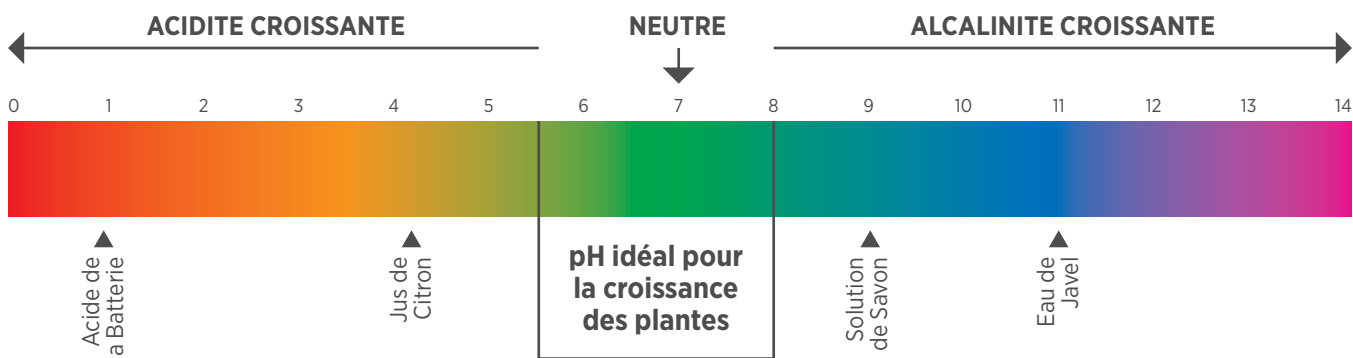 ACIDITE CROISSANTE NEUTRE ALCALINITE CROISSANTE
0 1 2 3 4 5 6 7 8 9 10 11 12 13 14
Acide de
a Batterie
Jus de
Citron
pH idéal pour
la croissance
des plantes
Solution
de Savon
Eau de
Javel